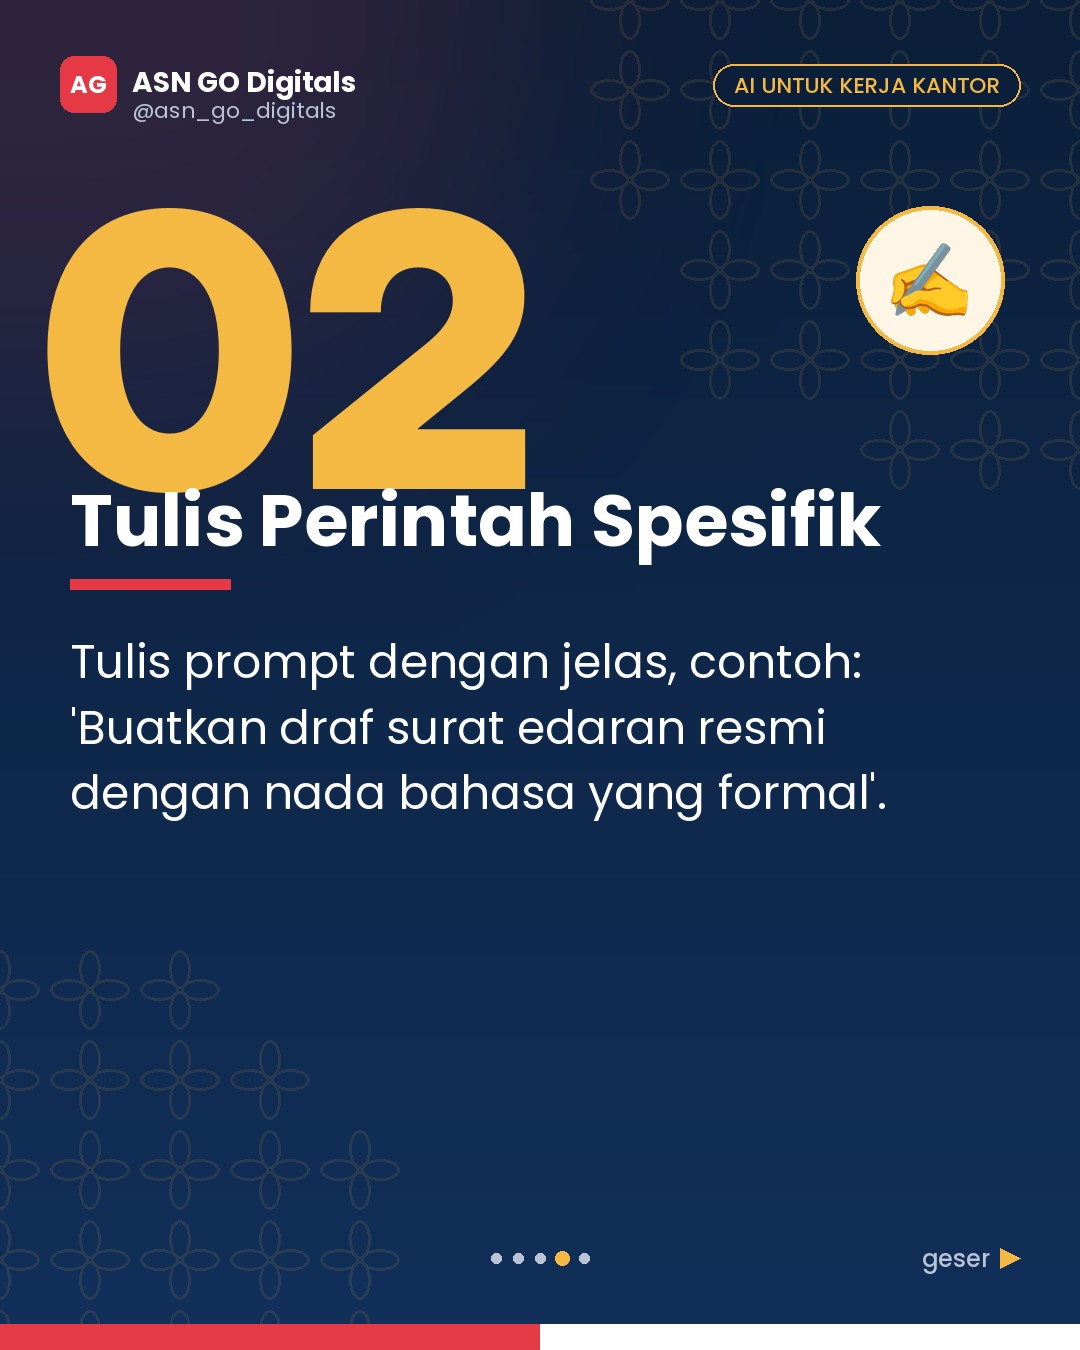 AG
ASN GO Digitals
@asn_go_digitals
AI UNTUK KERJA KANTOR
02
Tulis Perintah Spesifik
Tulis prompt dengan jelas, contoh:
'Buatkan draf surat edaran resmi
dengan nada bahasa yang formal'.
geser